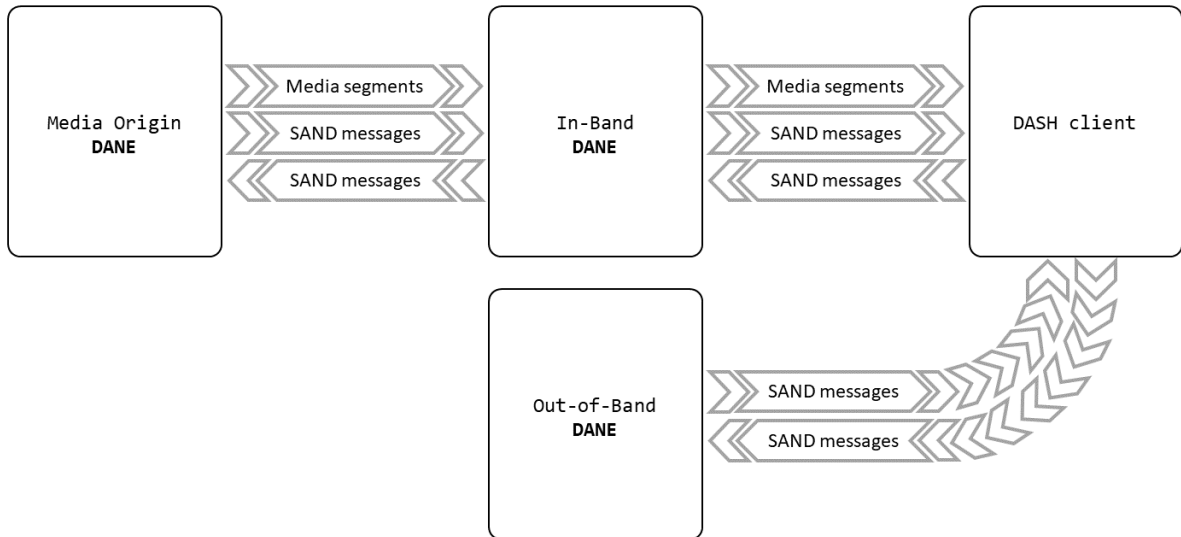 Media Origin
DANE
Media segments
SAND messages
SAND messages
In-Band
DANE
Media segments
SAND messages
SAND messages
DASH client
Out-of-Band
DANE
SAND messages
SAND messages